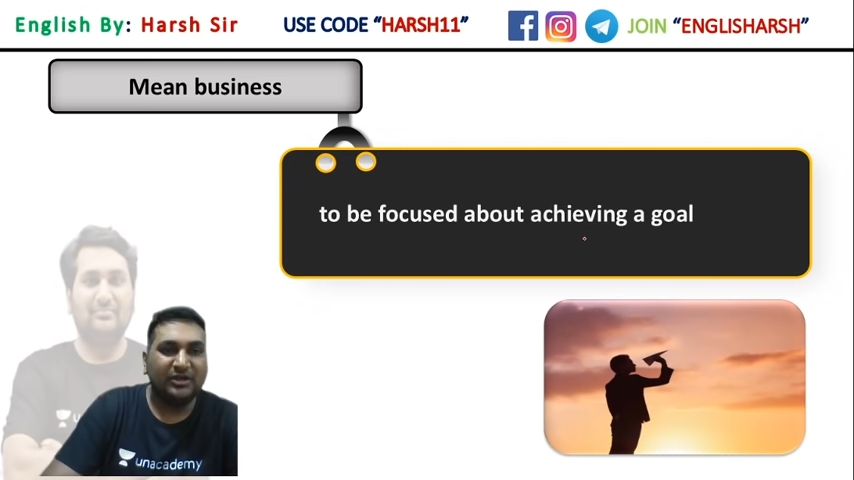 English By: Harsh Sir
USE CODE “HARSH11”
JOIN “ENGLISHARSH”
Mean business
to be focused about achieving a goal
unacademy